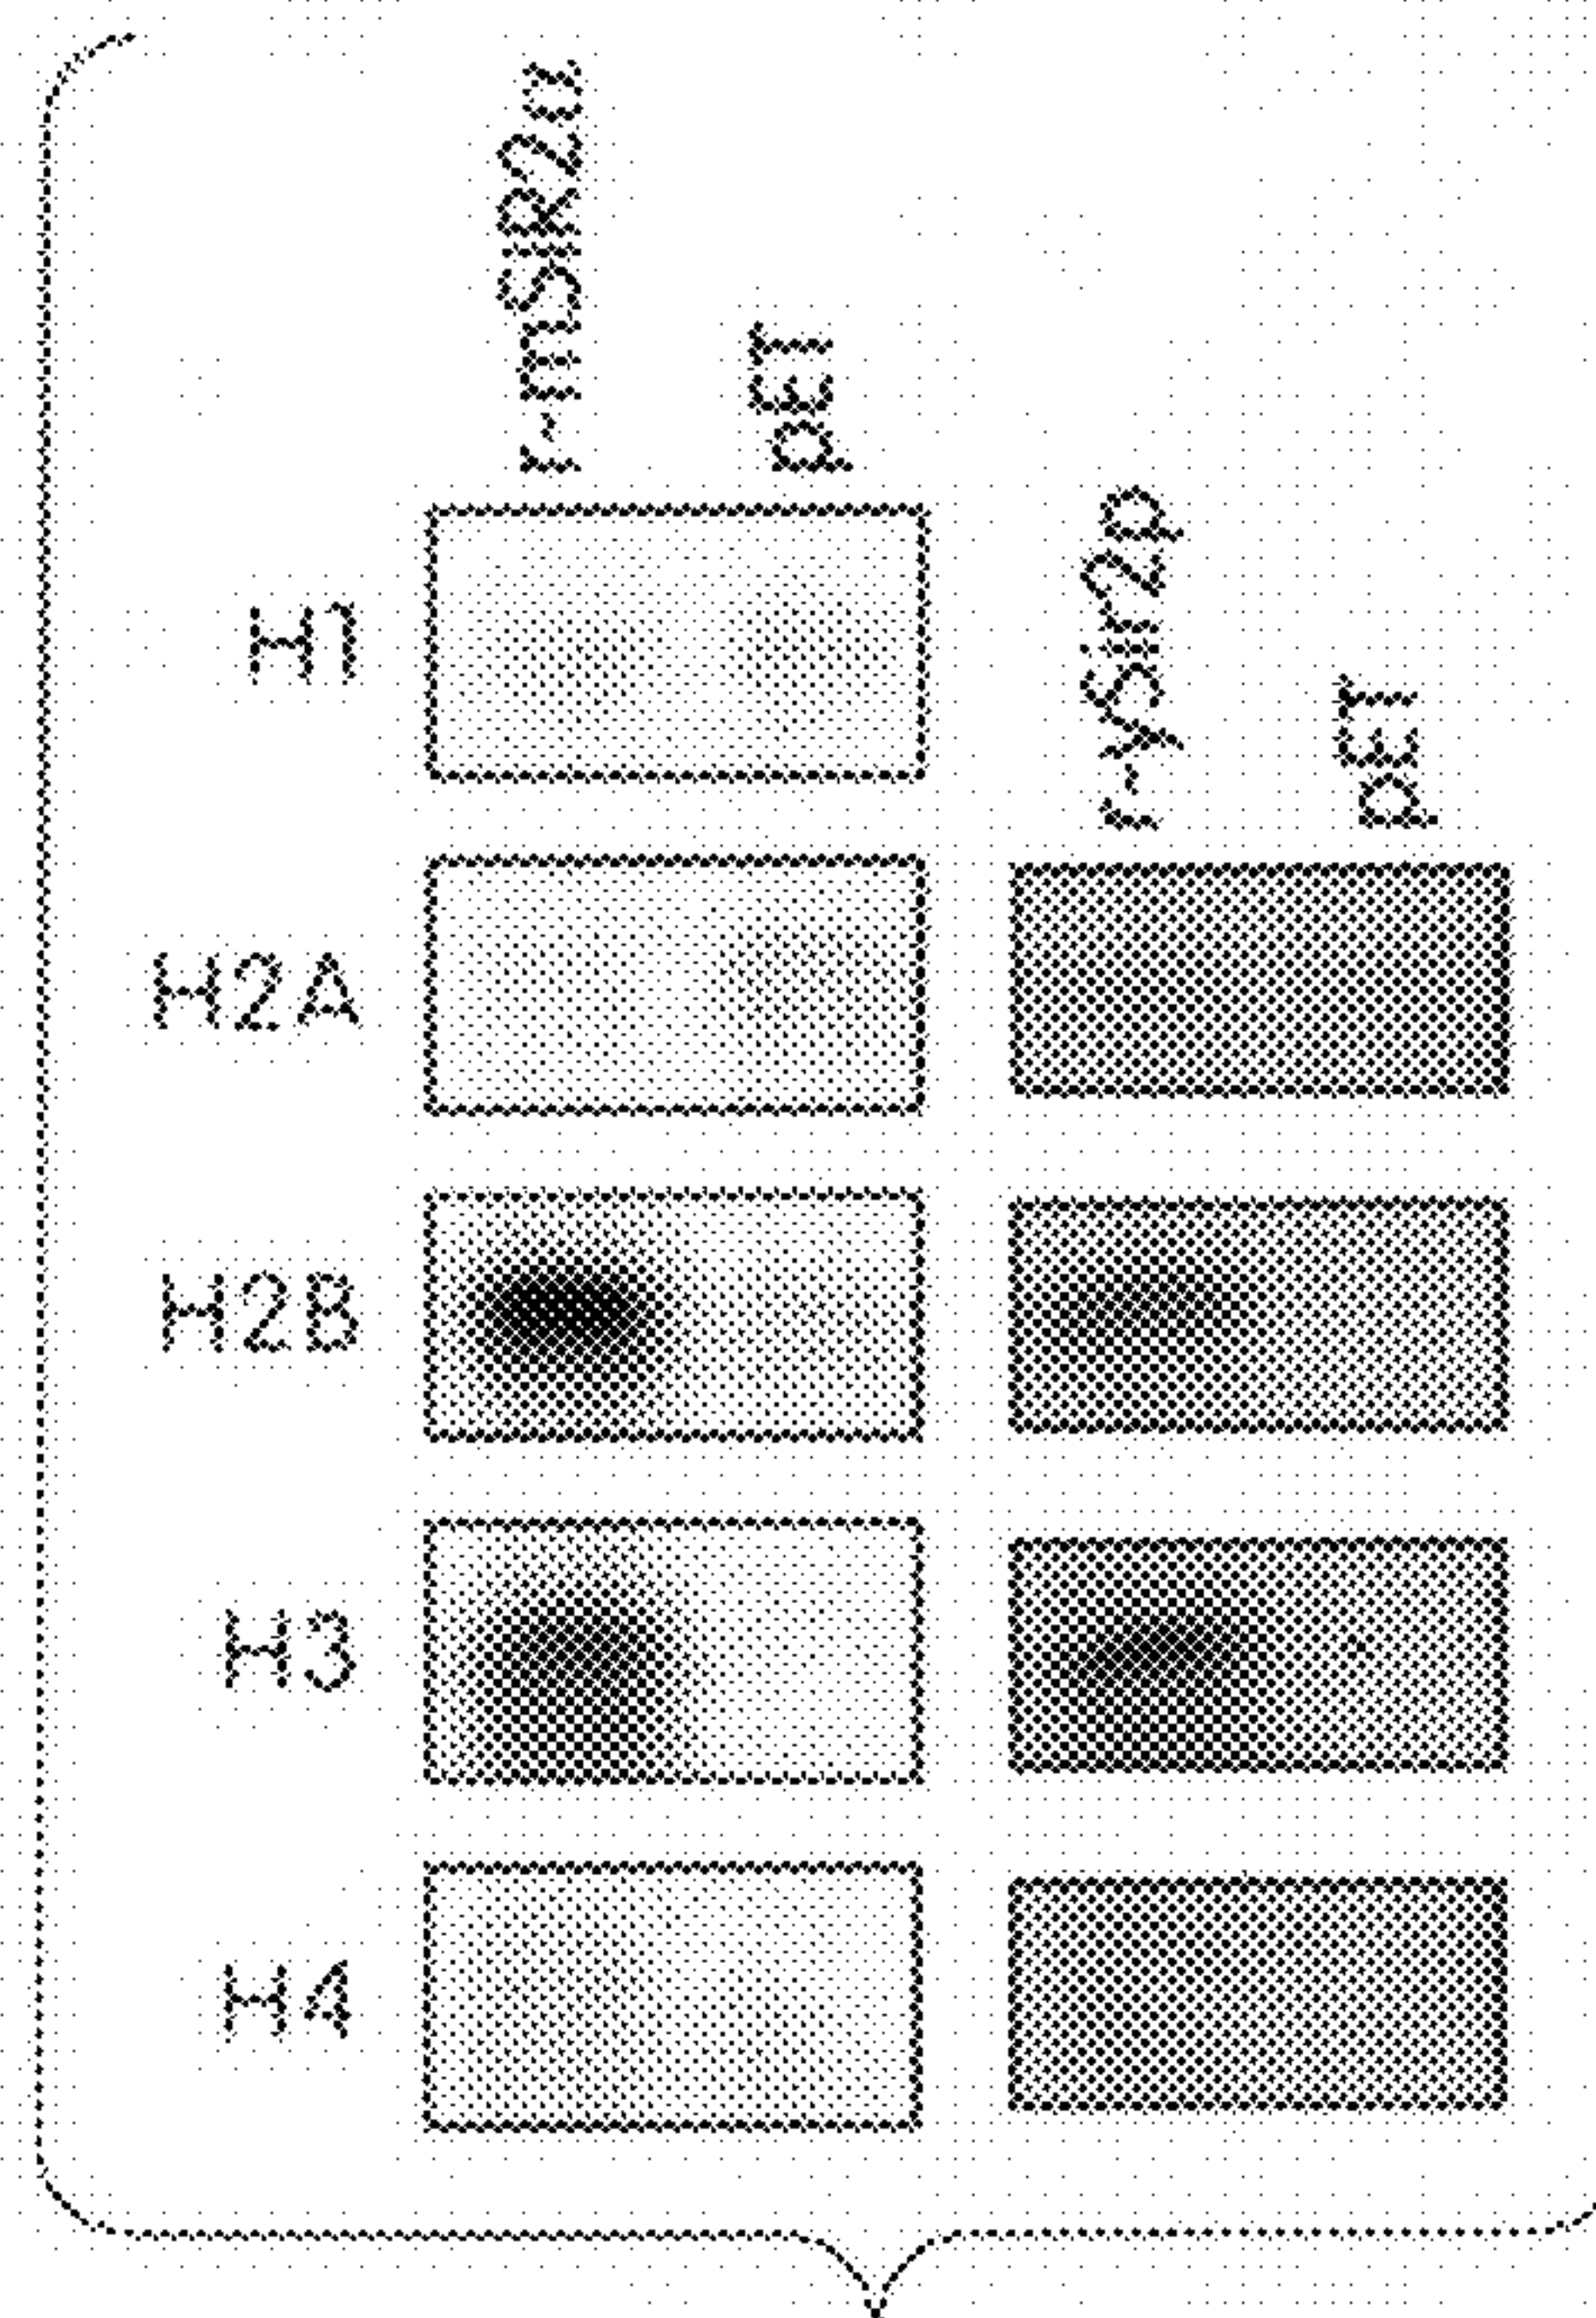 r-mSiR2α
pET
r-ySir2p
pET
H1
H2A
H2B
H3
H4